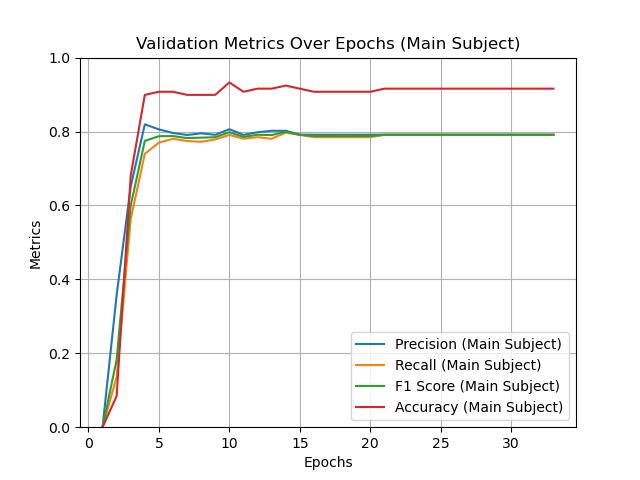 Validation Metrics Over Epochs (Main Subject)
1.0
0.8
0.6
0.4
0.2
0.0
Metrics
Precision (Main Subject)
Recall (Main Subject)
F1 Score (Main Subject)
Accuracy (Main Subject)
0 5 10 15 20 25 30
Epochs